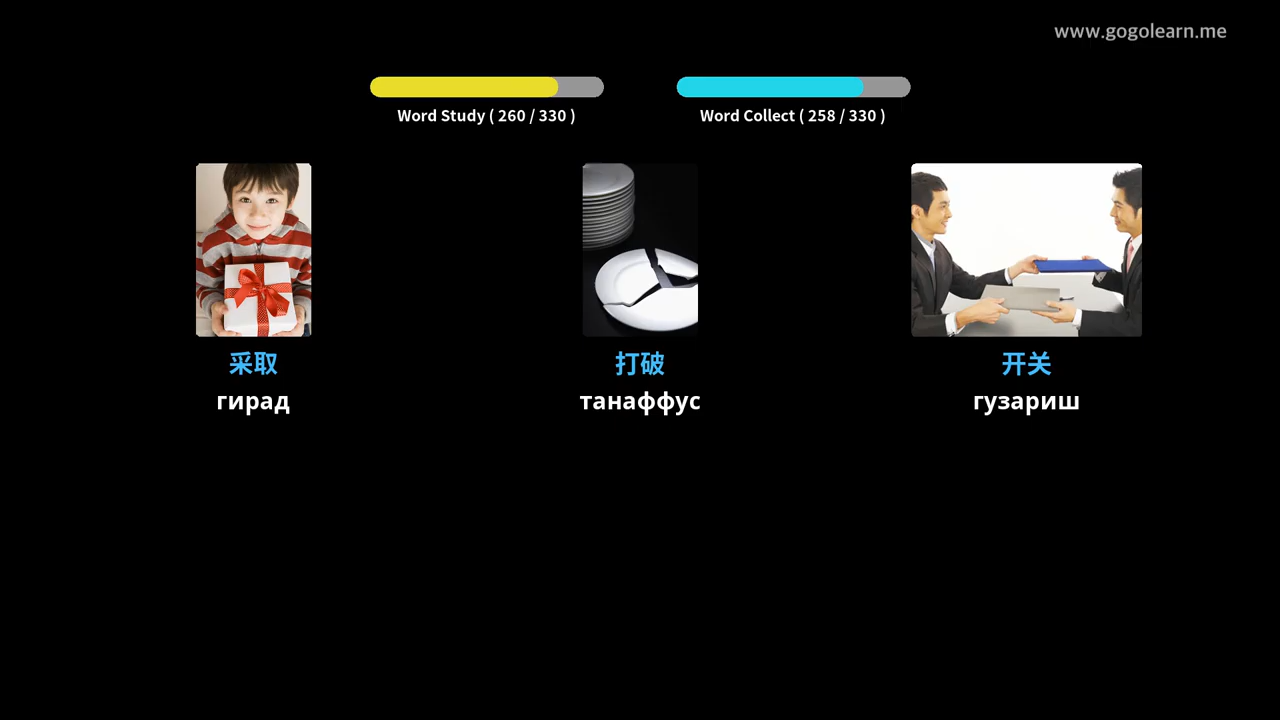 www.gogolearn.me
Word Study ( 260 / 330 )
Word Collect ( 258 / 330 )
采取
гирад
打破
танаффус
开关
гузариш